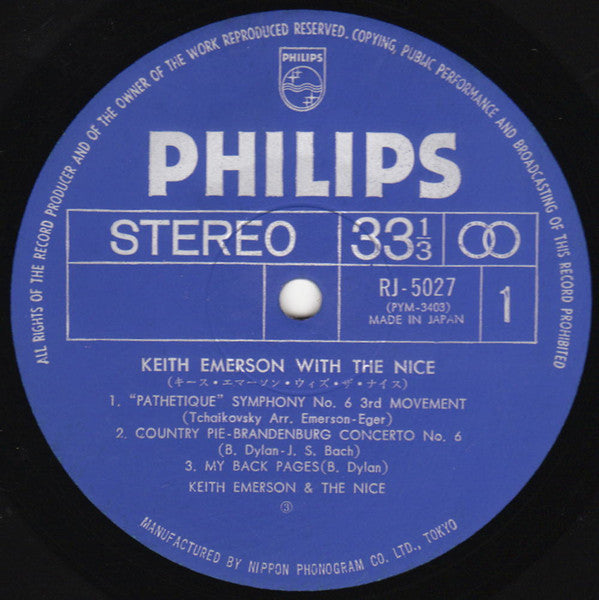 ALL RIGHTS OF THE RECORD PRODUCER AND OF THE OWNER OF THE WORK REPRODUCED RESERVED. COPYING, PUBLIC PERFORMANCE AND BROADCASTING OF THIS RECORD PROHIBITED
PHILIPS
PHILIPS
STEREO 33 1/3
RJ-5027
(PYM-3403)
MADE IN JAPAN
1
KEITH EMERSON WITH THE NICE
(キース・エマーソン・ウィズ・ザ・ナイス)
1. "PATHETIQUE" SYMPHONY No. 6 3rd MOVEMENT
(Tchaikovsky Arr. Emerson-Eger)
2. COUNTRY PIE-BRANDENBURG CONCERTO No. 6
(B. Dylan-J. S. Bach)
3. MY BACK PAGES(B. Dylan)
KEITH EMERSON & THE NICE
③
MANUFACTURED BY NIPPON PHONOGRAM CO. LTD., TOKYO